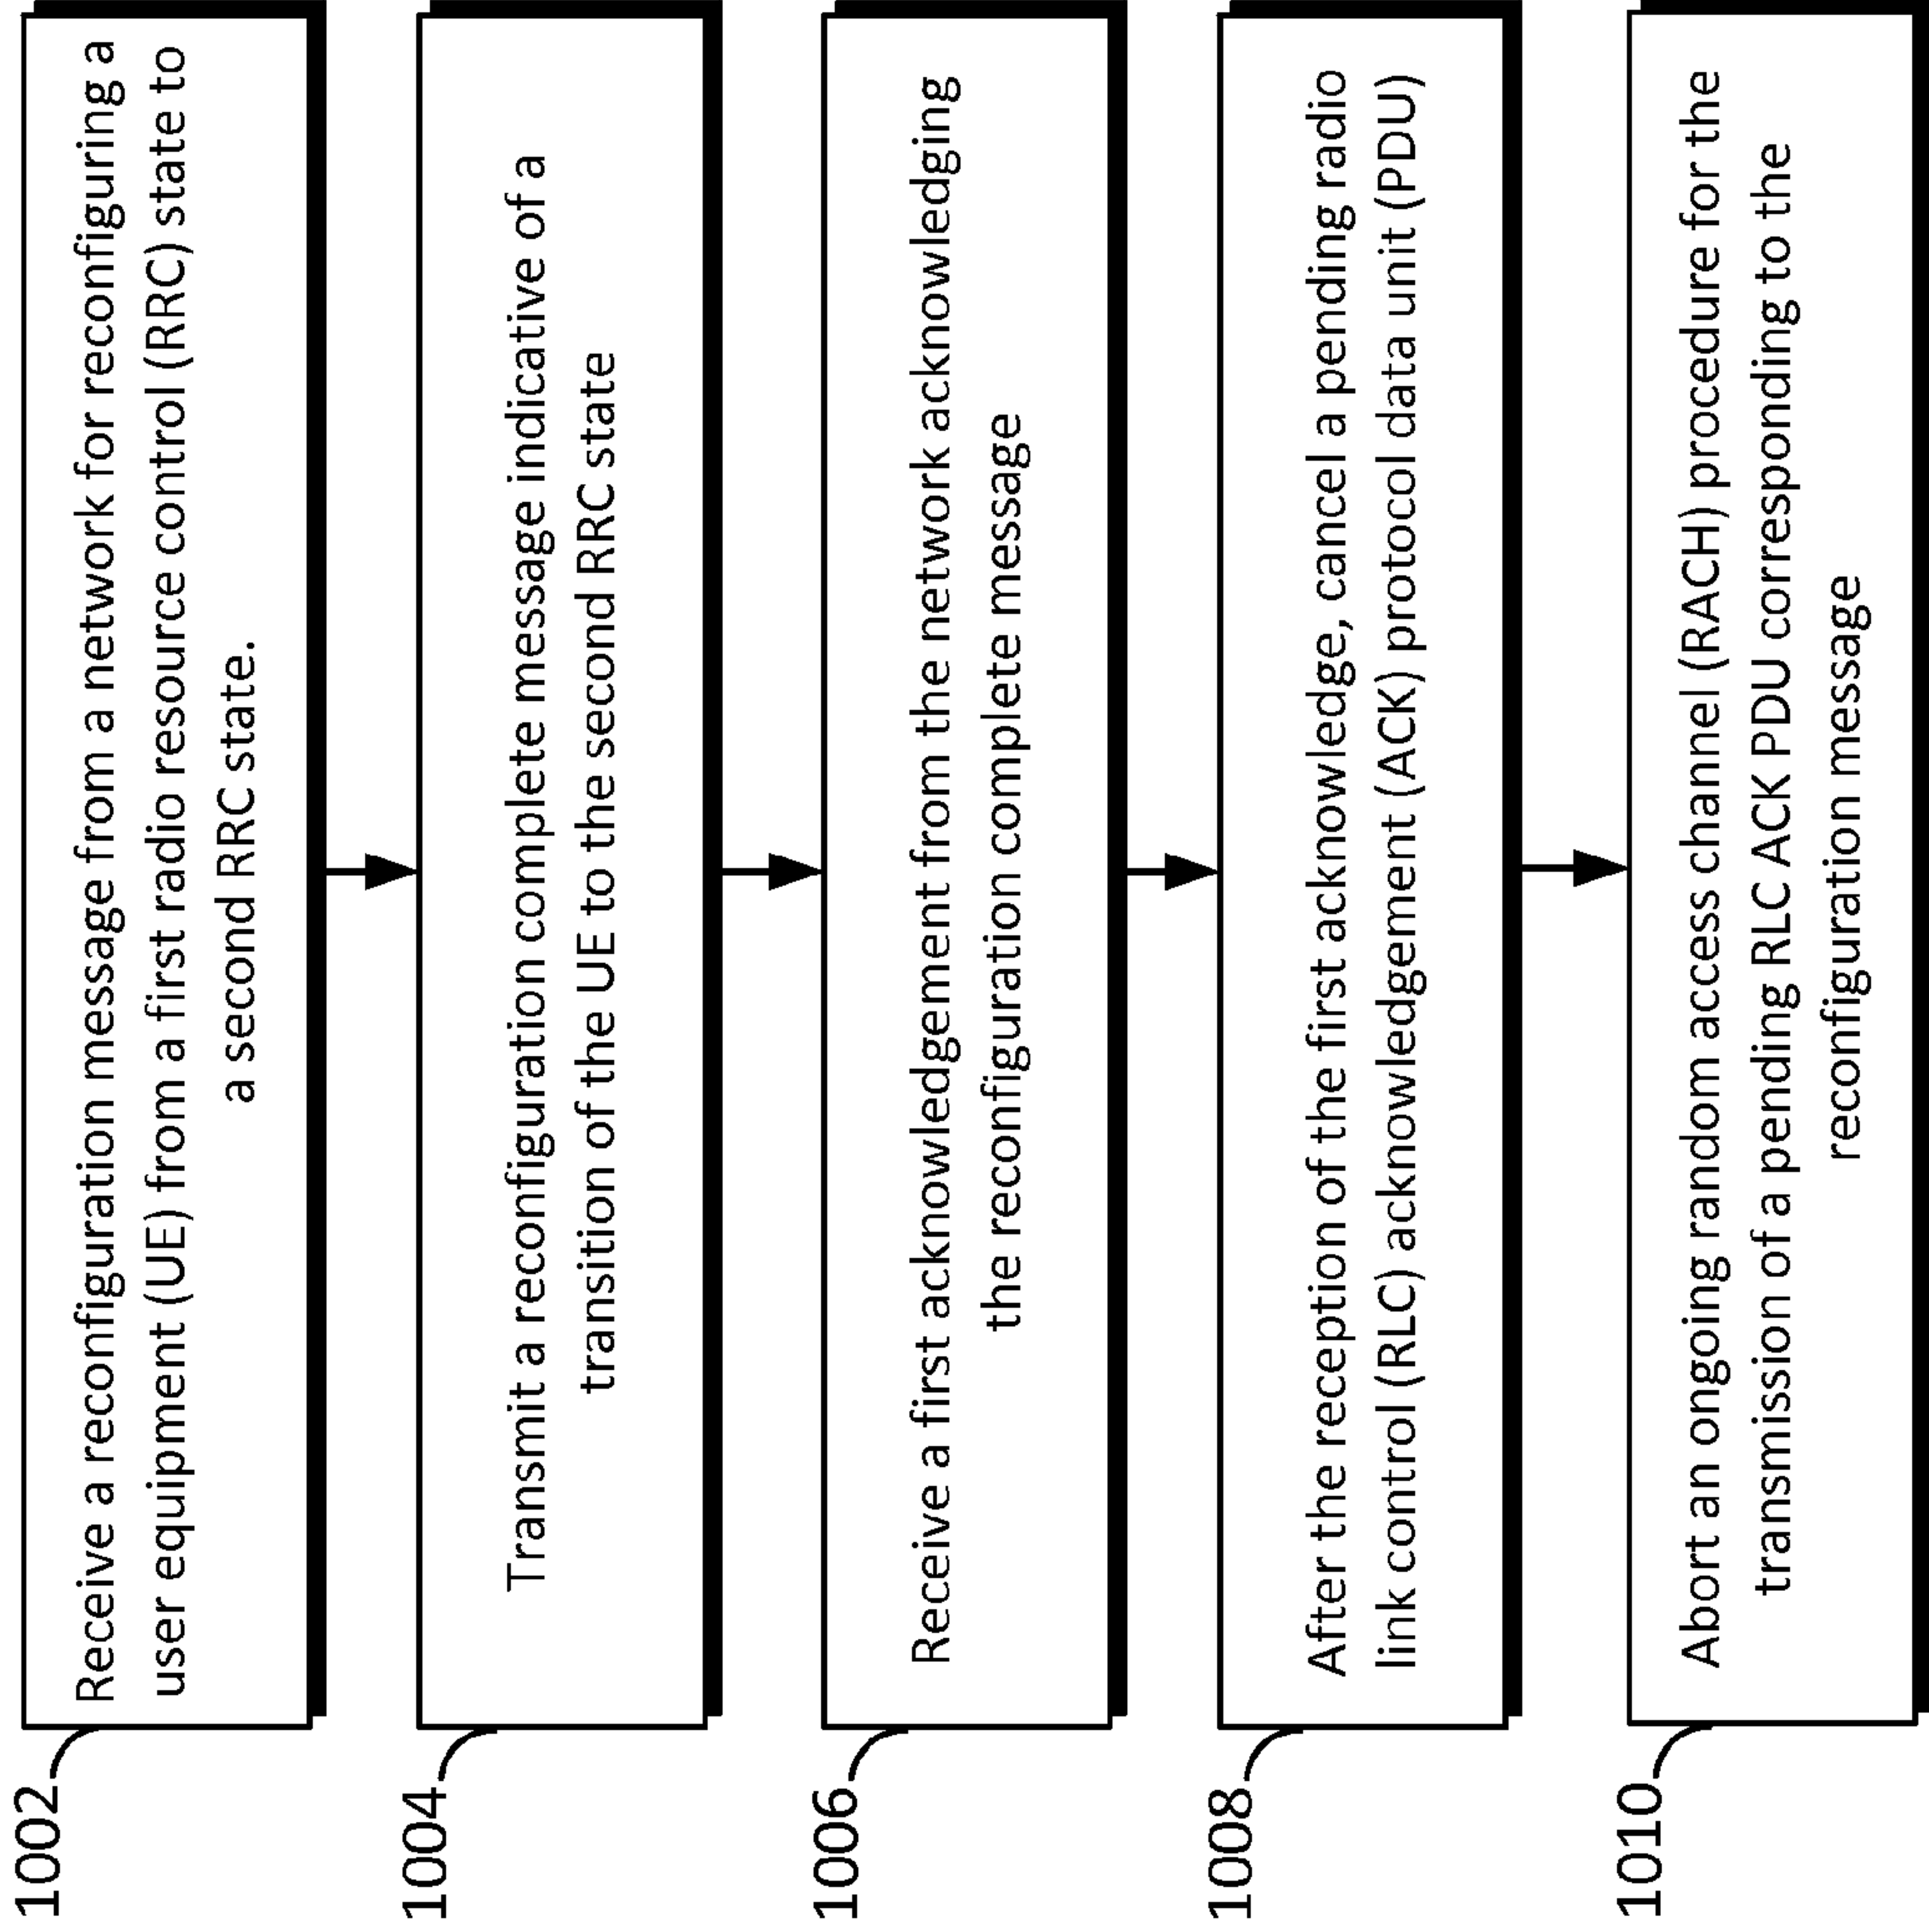 1002
Receive a reconfiguration message from a network for reconfiguring a
user equipment (UE) from a first radio resource control (RRC) state to
a second RRC state.
1004
Transmit a reconfiguration complete message indicative of a
transition of the UE to the second RRC state
1006
Receive a first acknowledgement from the network acknowledging
the reconfiguration complete message
1008
After the reception of the first acknowledge, cancel a pending radio
link control (RLC) acknowledgement (ACK) protocol data unit (PDU)
1010
Abort an ongoing random access channel (RACH) procedure for the
transmission of a pending RLC ACK PDU corresponding to the
reconfiguration message